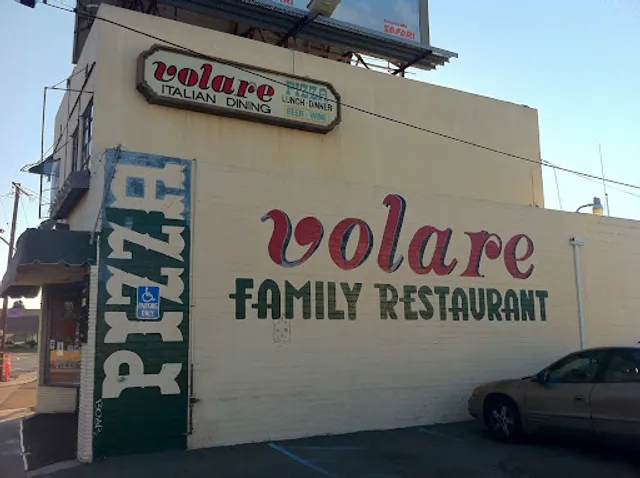 SAFARI
volare
ITALIAN DINING
PIZZA
LUNCH·DINNER
BEER·WINE
PIZZA
PARKING
ONLY
volare
FAMILY RESTAURANT